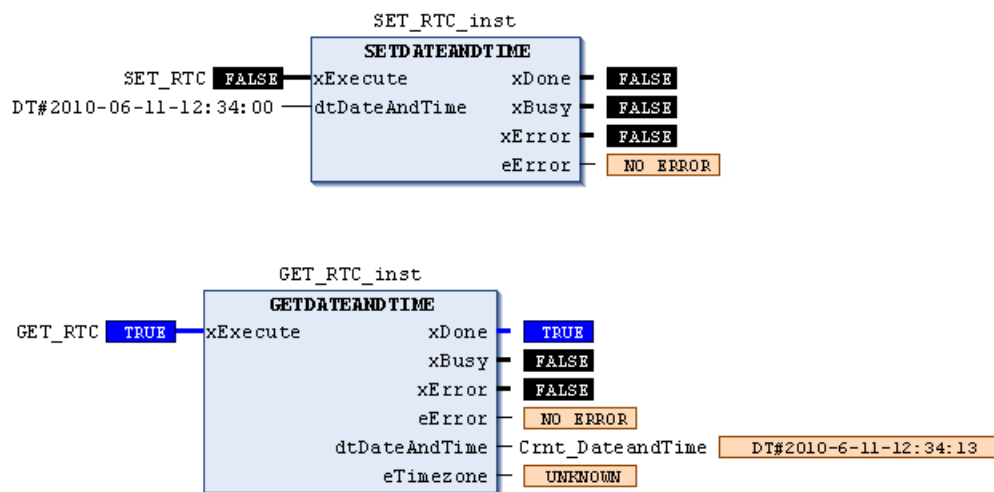 SET_RTC_inst
SETDATEANDTIME
SET_RTC FALSE xExecute xDone FALSE
DT#2010-06-11-12:34:00 dtDateAndTime xBusy FALSE
xError FALSE
eError NO ERROR
GET_RTC_inst
GETDATEANDTIME
GET_RTC TRUE xExecute xDone TRUE
xBusy FALSE
xError FALSE
eError NO ERROR
dtDateAndTime Crnt_DateandTime DT#2010-6-11-12:34:13
eTimezone UNKNOWN